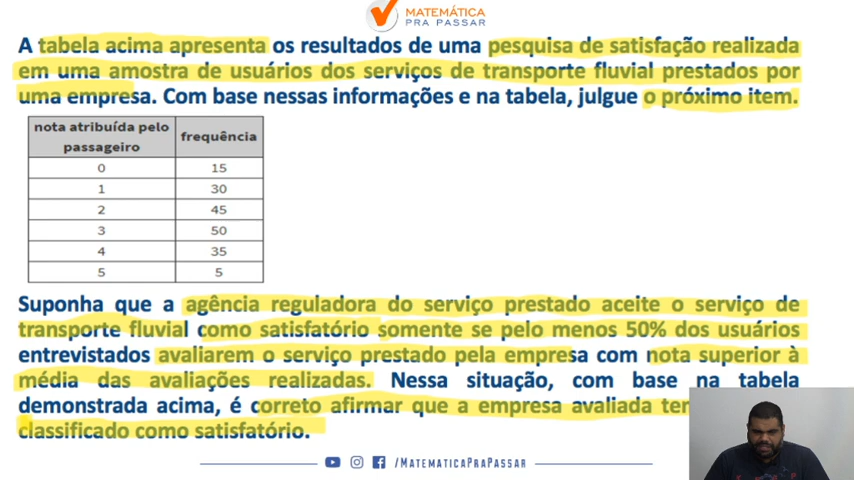 MATEMÁTICA
PRA PASSAR
A tabela acima apresenta os resultados de uma pesquisa de satisfação realizada
em uma amostra de usuários dos serviços de transporte fluvial prestados por
uma empresa. Com base nessas informações e na tabela, julgue o próximo item.
nota atribuída pelo passageiro frequência
0 15
1 30
2 45
3 50
4 35
5 5
Suponha que a agência reguladora do serviço prestado aceite o serviço de
transporte fluvial como satisfatório somente se pelo menos 50% dos usuários
entrevistados avaliarem o serviço prestado pela empresa com nota superior à
média das avaliações realizadas. Nessa situação, com base na tabela
demonstrada acima, é correto afirmar que a empresa avaliada
classificado como satisfatório.
/MATEMATICAPRAPASSAR